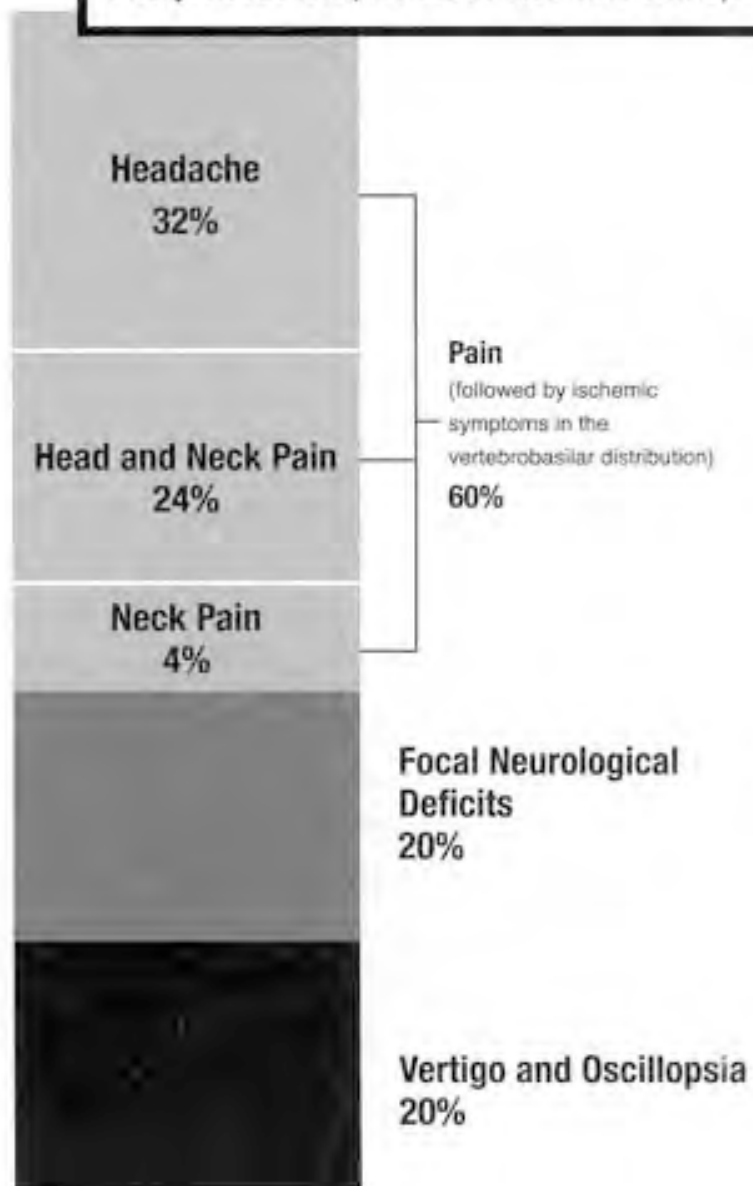 Headache
32%
Head and Neck Pain
24%
Neck Pain
4%
Pain
(followed by ischemic
symptoms in the
vertebrobasilar distribution)
60%
Focal Neurological
Deficits
20%
Vertigo and Oscillopsia
20%